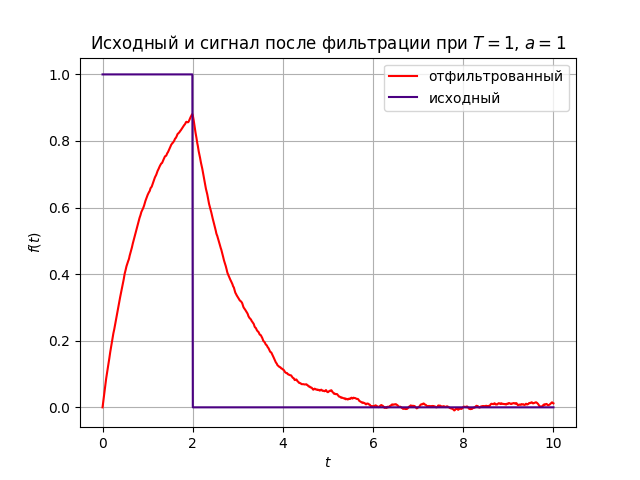 Исходный и сигнал после фильтрации при T = 1, a = 1
отфильтрованный
исходный
1.0
0.8
0.6
0.4
0.2
0.0
f(t)
0 2 4 6 8 10
t